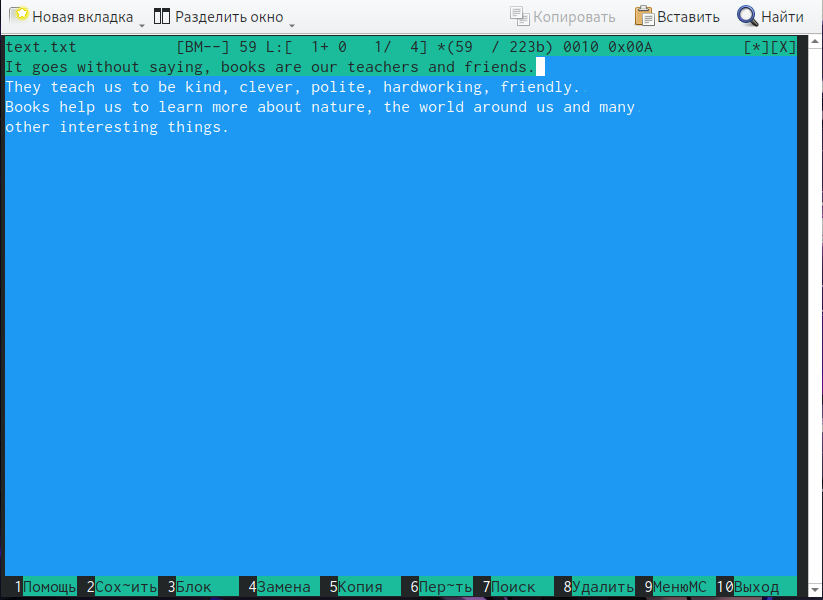 Новая вкладка Разделить окно Копировать Вставить Найти
text.txt [BM--] 59 L:[ 1+ 0 1/ 4] *(59 / 223b) 0010 0x00A [*][X]
It goes without saying, books are our teachers and friends.
They teach us to be kind, clever, polite, hardworking, friendly.
Books help us to learn more about nature, the world around us and many
other interesting things.
1Помощь 2Сох~ить 3Блок 4Замена 5Копия 6Пер~ть 7Поиск 8Удалить 9МенюMC 10Выход